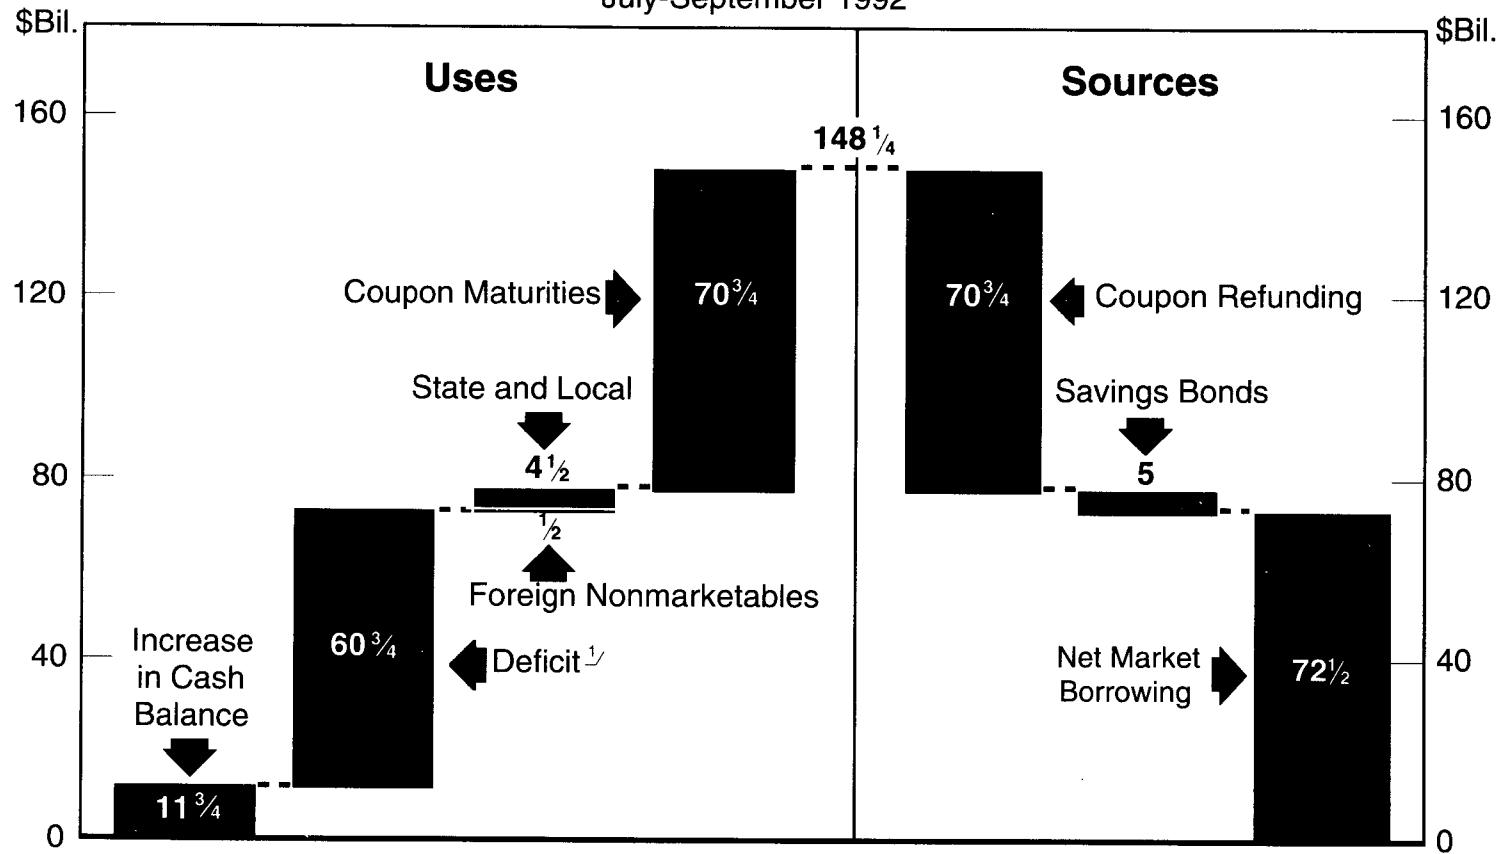 July-September 1992
$Bil.
$Bil.
Uses
Sources
160
160
148 1/4
Coupon Maturities
70 3/4
70 3/4
Coupon Refunding
120
120
State and Local
Savings Bonds
4 1/2
5
80
80
1/2
Foreign Nonmarketables
Increase
in Cash
Balance
60 3/4
Deficit 1/
40
Net Market
Borrowing
72 1/2
40
11 3/4
0
0